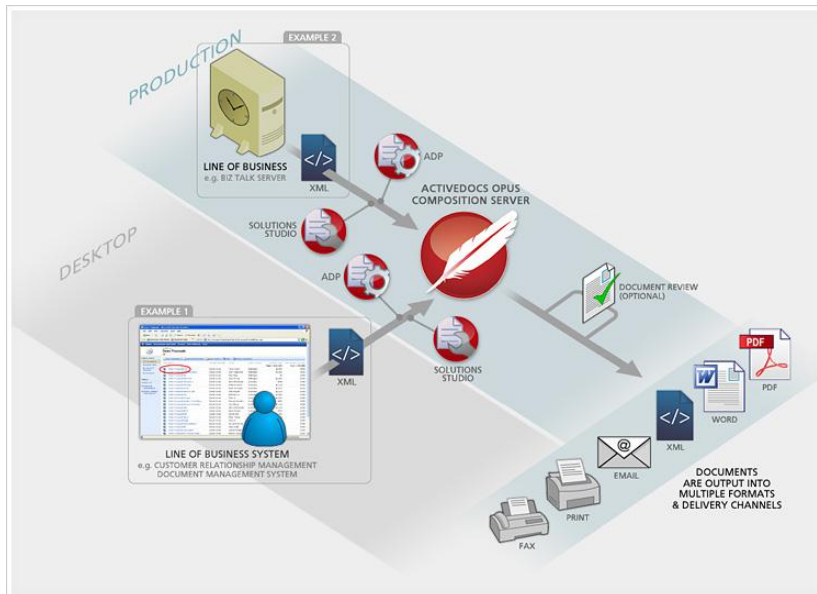 PRODUCTION
EXAMPLE 2
LINE OF BUSINESS
e.g. BIZ TALK SERVER
</>
XML
ADP
ACTIVEDOCS OPUS
COMPOSITION SERVER
SOLUTIONS
STUDIO
DESKTOP
ADP
DOCUMENT REVIEW
(OPTIONAL)
EXAMPLE 1
</>
XML
SOLUTIONS
STUDIO
LINE OF BUSINESS SYSTEM
e.g. CUSTOMER RELATIONSHIP MANAGEMENT
DOCUMENT MANAGEMENT SYSTEM
PDF
PDF
W
WORD
</>
XML
@
EMAIL
PRINT
FAX
DOCUMENTS
ARE OUTPUT INTO
MULTIPLE FORMATS
& DELIVERY CHANNELS